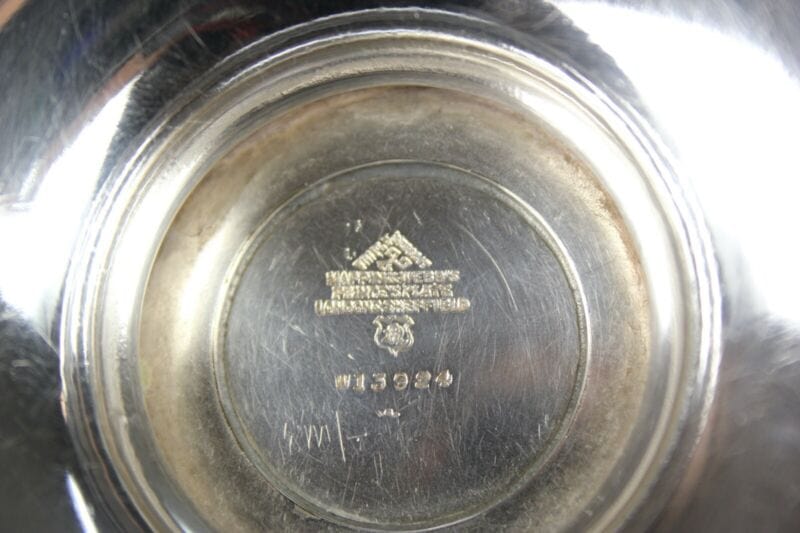 MAPPIN & WEBB'S
PRINCE'S PLATE
LONDON & SHEFFIELD
W13924